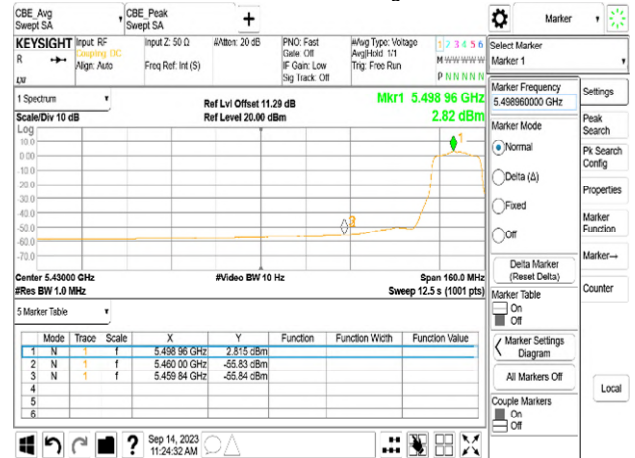 CBE_Avg
Swept SA
CBE_Peak
Swept SA
+
Marker
KEYSIGHT
R
Input: RF
Coupling: DC
Align: Auto
Input Z: 50 Ω
Freq Ref: Int (S)
#Atten: 20 dB
PNO: Fast
Gate: Off
IF Gain: Low
Sig Track: Off
#Avg Type: Voltage
Avg|Hold: 1/1
Trig: Free Run
1 2 3 4 5 6
M W W W W W
P N N N N N
Select Marker
Marker 1
1 Spectrum
Scale/Div 10 dB
Ref Lvl Offset 11.29 dB
Ref Level 20.00 dBm
Mkr1 5.498 96 GHz
2.82 dBm
Log
10.0
0.00
-10.0
-20.0
-30.0
-40.0
-50.0
-60.0
-70.0
1
3
Center 5.43000 GHz
#Res BW 1.0 MHz
#Video BW 10 Hz
Span 160.0 MHz
Sweep 12.5 s (1001 pts)
5 Marker Table
Mode Trace Scale X Y Function Function Width Function Value
1 N 1 f 5.498 96 GHz 2.815 dBm
2 N 1 f 5.460 00 GHz -55.83 dBm
3 N 1 f 5.459 84 GHz -55.84 dBm
4
5
6
Marker Frequency
5.498960000 GHz
Marker Mode
Normal
Delta (Δ)
Fixed
Off
Delta Marker
(Reset Delta)
Marker Table
On
Off
Marker Settings
Diagram
All Markers Off
Couple Markers
On
Off
Settings
Peak
Search
Pk Search
Config
Properties
Marker
Function
Marker→
Counter
Local
?
Sep 14, 2023
11:24:32 AM